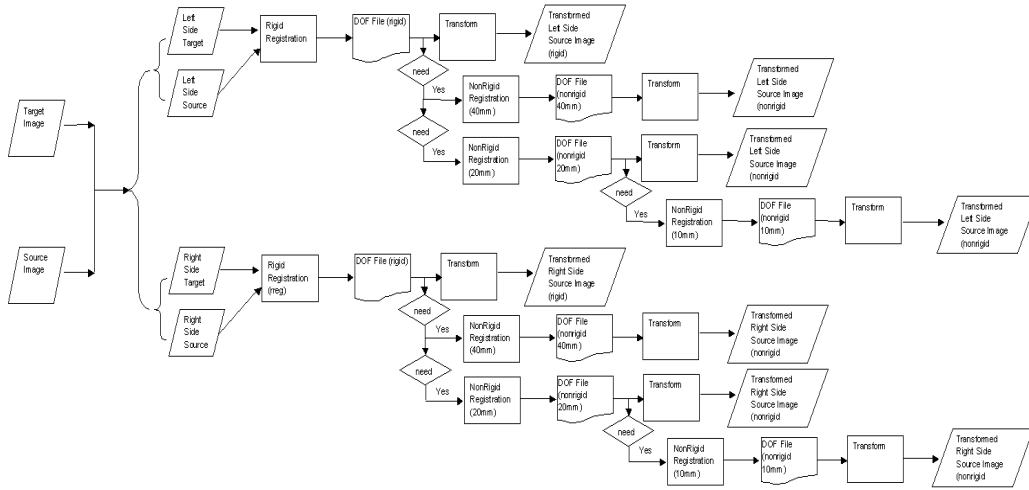 Target
Image
Source
Image
Left
Side
Target
Left
Side
Source
Rigid
Registration
DOF File (rigid)
Transform
Transformed
Left Side
Source Image
(rigid)
need
Yes
NonRigid
Registration
(40mm)
DOF File
(nonrigid
40mm)
Transform
Transformed
Left Side
Source Image
(nonrigid
need
Yes
NonRigid
Registration
(20mm)
DOF File
(nonrigid
20mm)
Transform
Transformed
Left Side
Source Image
(nonrigid
need
Yes
NonRigid
Registration
(10mm)
DOF File
(nonrigid
10mm)
Transform
Transformed
Left Side
Source Image
(nonrigid
Right
Side
Target
Right
Side
Source
Rigid
Registration
(rreg)
DOF File (rigid)
Transform
Transformed
Right Side
Source Image
(rigid)
need
Yes
NonRigid
Registration
(40mm)
DOF File
(nonrigid
40mm)
Transform
Transformed
Right Side
Source Image
(nonrigid
need
Yes
NonRigid
Registration
(20mm)
DOF File
(nonrigid
20mm)
Transform
Transformed
Right Side
Source Image
(nonrigid
need
Yes
NonRigid
Registration
(10mm)
DOF File
(nonrigid
10mm)
Transform
Transformed
Right Side
Source Image
(nonrigid